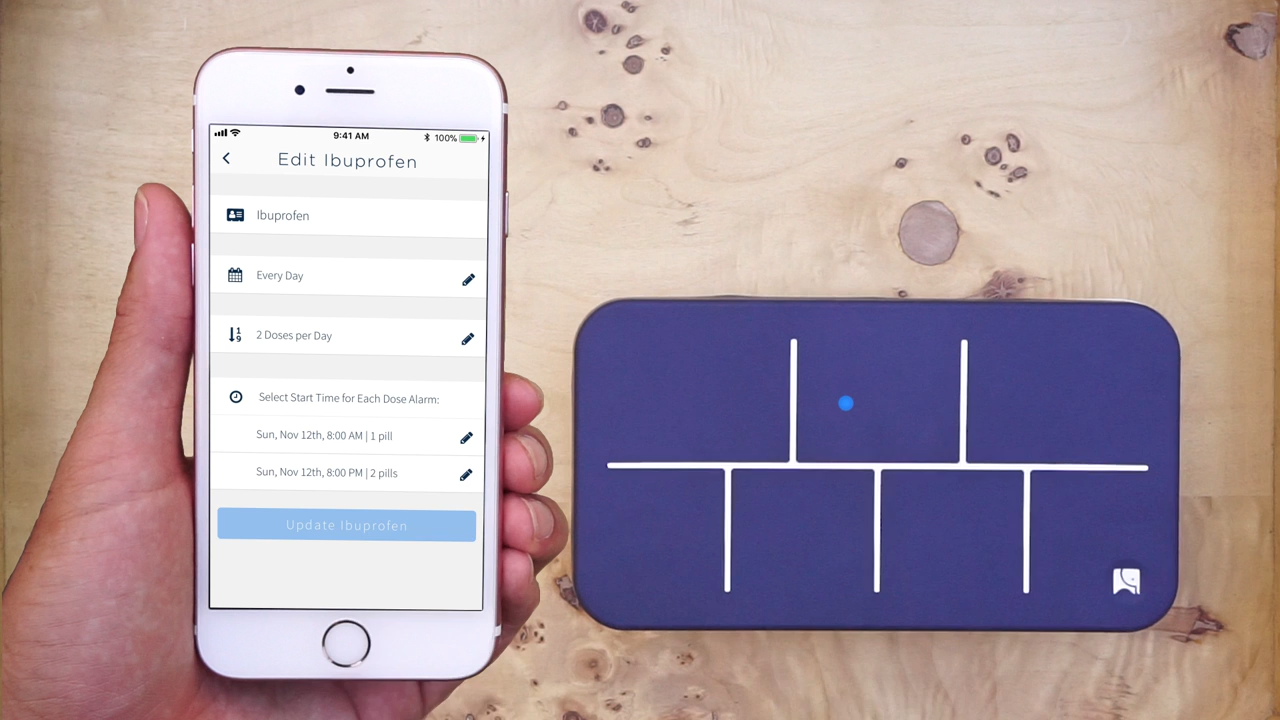 9:41 AM
100%
Edit Ibuprofen
Ibuprofen
Every Day
1
9
2 Doses per Day
Select Start Time for Each Dose Alarm:
Sun, Nov 12th, 8:00 AM | 1 pill
Sun, Nov 12th, 8:00 PM | 2 pills
Update Ibuprofen